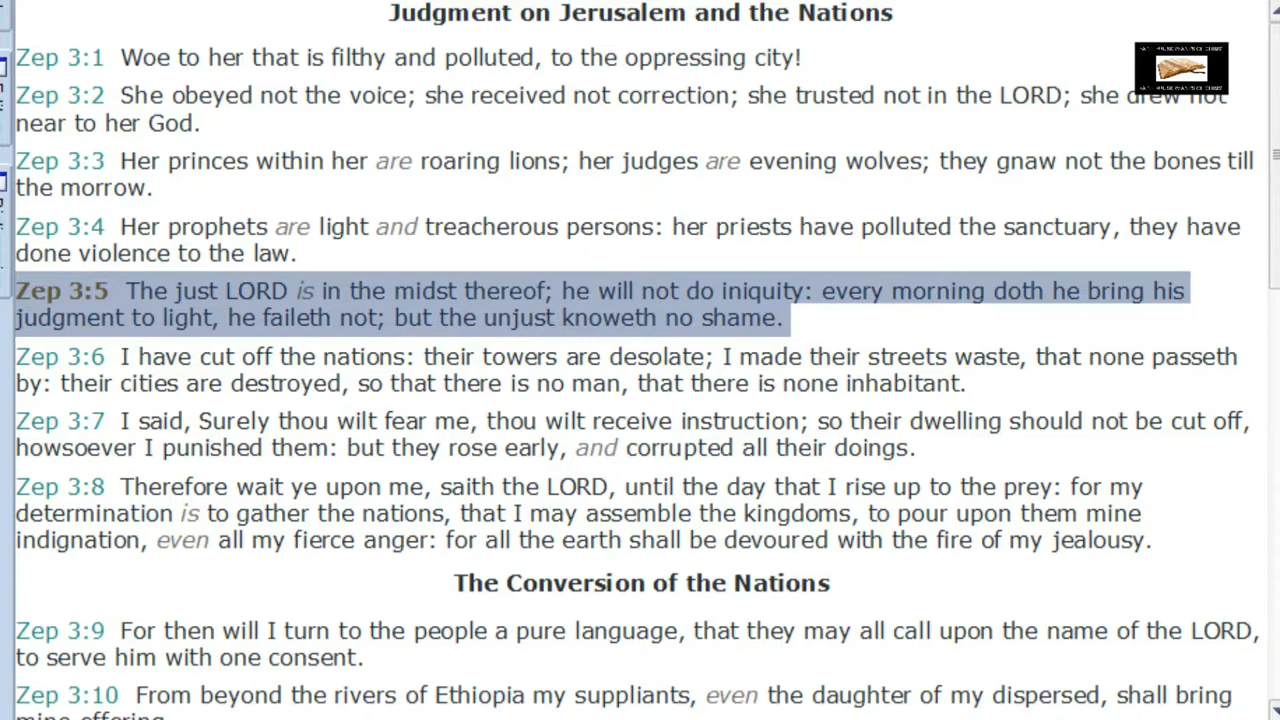 Judgment on Jerusalem and the Nations
Zep 3:1 Woe to her that is filthy and polluted, to the oppressing city!
Zep 3:2 She obeyed not the voice; she received not correction; she trusted not in the LORD; she drew not
near to her God.
Zep 3:3 Her princes within her are roaring lions; her judges are evening wolves; they gnaw not the bones till
the morrow.
Zep 3:4 Her prophets are light and treacherous persons: her priests have polluted the sanctuary, they have
done violence to the law.
Zep 3:5 The just LORD is in the midst thereof; he will not do iniquity: every morning doth he bring his
judgment to light, he faileth not; but the unjust knoweth no shame.
Zep 3:6 I have cut off the nations: their towers are desolate; I made their streets waste, that none passeth
by: their cities are destroyed, so that there is no man, that there is none inhabitant.
Zep 3:7 I said, Surely thou wilt fear me, thou wilt receive instruction; so their dwelling should not be cut off,
howsoever I punished them: but they rose early, and corrupted all their doings.
Zep 3:8 Therefore wait ye upon me, saith the LORD, until the day that I rise up to the prey: for my
determination is to gather the nations, that I may assemble the kingdoms, to pour upon them mine
indignation, even all my fierce anger: for all the earth shall be devoured with the fire of my jealousy.
The Conversion of the Nations
Zep 3:9 For then will I turn to the people a pure language, that they may all call upon the name of the LORD,
to serve him with one consent.
Zep 3:10 From beyond the rivers of Ethiopia my suppliants, even the daughter of my dispersed, shall bring
mine offering.